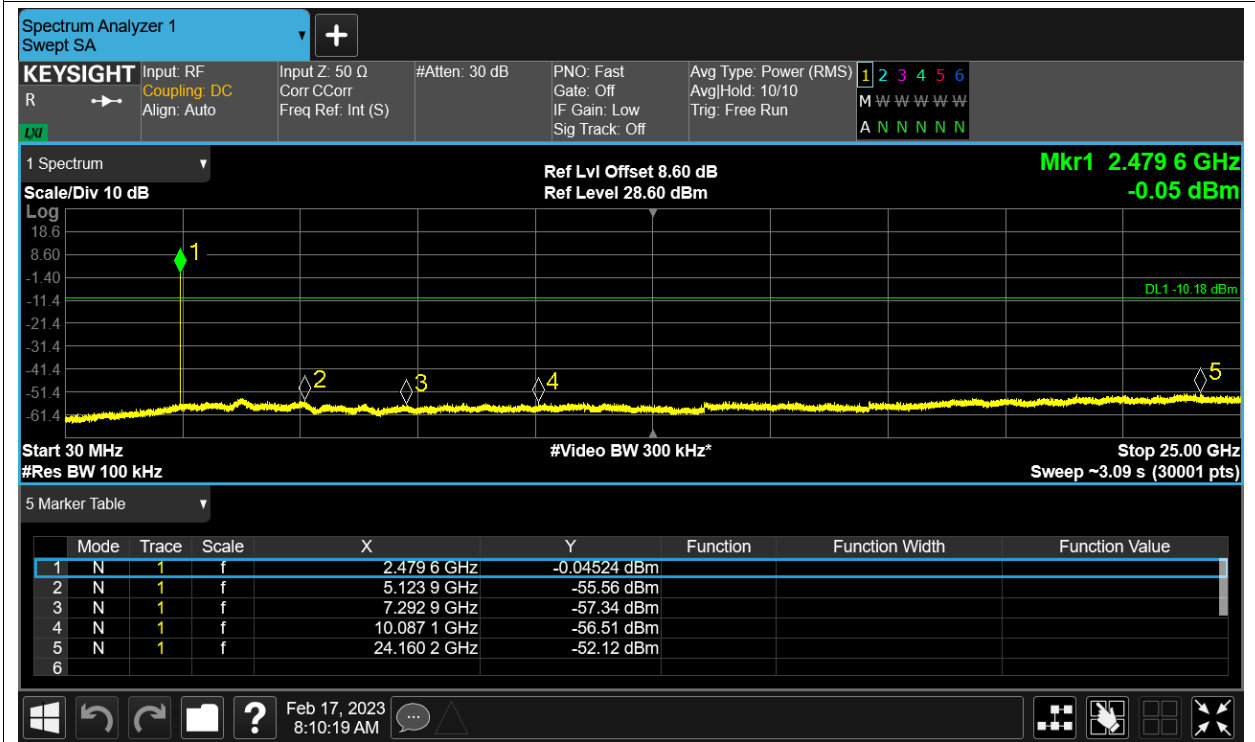 Spectrum Analyzer 1
Swept SA
+
KEYSIGHT
R
LXI
Input: RF
Coupling: DC
Align: Auto
Input Z: 50 Ω
Corr CCorr
Freq Ref: Int (S)
#Atten: 30 dB
PNO: Fast
Gate: Off
IF Gain: Low
Sig Track: Off
Avg Type: Power (RMS)
Avg|Hold: 10/10
Trig: Free Run
1 2 3 4 5 6
M W W W W W
A N N N N N
1 Spectrum
Scale/Div 10 dB
Ref Lvl Offset 8.60 dB
Ref Level 28.60 dBm
Mkr1 2.479 6 GHz
-0.05 dBm
Log
18.6
8.60
-1.40
-11.4
-21.4
-31.4
-41.4
-51.4
-61.4
1
2
3
4
5
DL1 -10.18 dBm
Start 30 MHz
#Res BW 100 kHz
#Video BW 300 kHz*
Stop 25.00 GHz
Sweep ~3.09 s (30001 pts)
5 Marker Table
Mode Trace Scale X Y Function Function Width Function Value
1 N 1 f 2.479 6 GHz -0.04524 dBm
2 N 1 f 5.123 9 GHz -55.56 dBm
3 N 1 f 7.292 9 GHz -57.34 dBm
4 N 1 f 10.087 1 GHz -56.51 dBm
5 N 1 f 24.160 2 GHz -52.12 dBm
6
?
Feb 17, 2023
8:10:19 AM